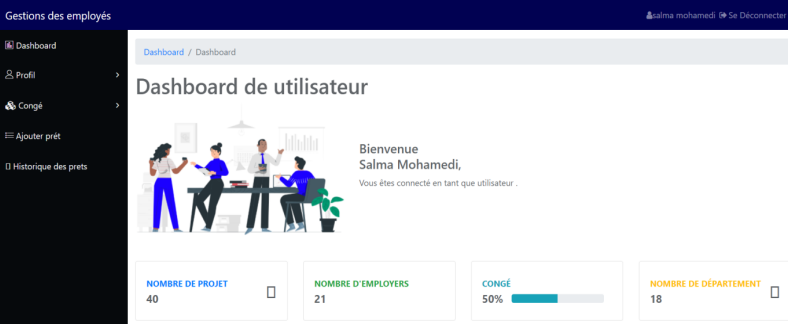 Gestions des employés
salma mohamedi Se Déconnecter
Dashboard
Profil
Congé
Ajouter prét
Historique des prets
Dashboard / Dashboard
Dashboard de utilisateur
Bienvenue
Salma Mohamedi,
Vous êtes connecté en tant que utilisateur .
NOMBRE DE PROJET
40
NOMBRE D'EMPLOYERS
21
CONGÉ
50%
NOMBRE DE DÉPARTEMENT
18